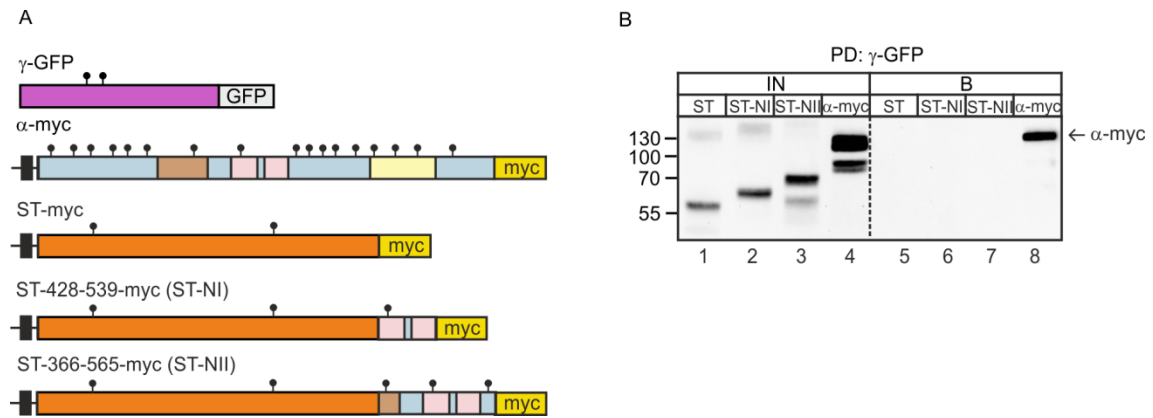 A
γ-GFP
GFP
α-myc
myc
ST-myc
myc
ST-428-539-myc (ST-NI)
myc
ST-366-565-myc (ST-NII)
myc
B
PD: γ-GFP
IN B
ST ST-NI ST-NII α-myc ST ST-NI ST-NII α-myc
130
100
70
55
← α-myc
1 2 3 4 5 6 7 8